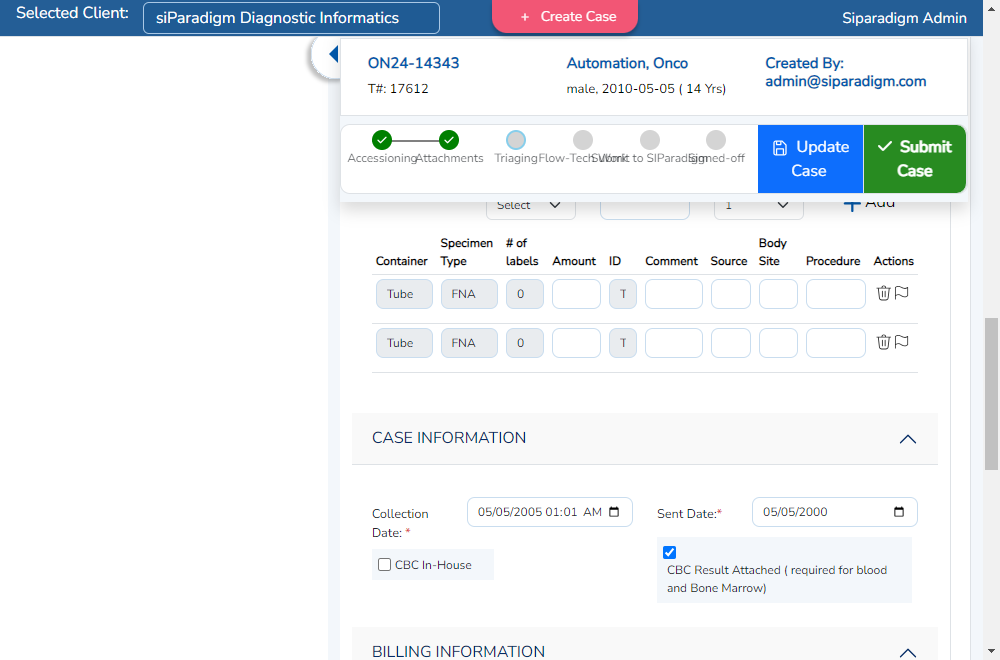 Selected Client:
siParadigm Diagnostic Informatics
+ Create Case
Siparadigm Admin
ON24-14343
T#: 17612
Automation, Onco
male, 2010-05-05 ( 14 Yrs)
Created By:
admin@siparadigm.com
Accessioning
Attachments
Triaging
Flow-Tech Work
Submit to SIParadigm
Signed-off
Update
Case
Submit
Case
Select
1
Add
Container
Specimen
Type
# of
labels
Amount
ID
Comment
Source
Body
Site
Procedure
Actions
Tube FNA 0 T
Tube FNA 0 T
CASE INFORMATION
Collection
Date: *
05/05/2005 01:01 AM
Sent Date:*
05/05/2000
CBC In-House
CBC Result Attached ( required for blood
and Bone Marrow)
BILLING INFORMATION